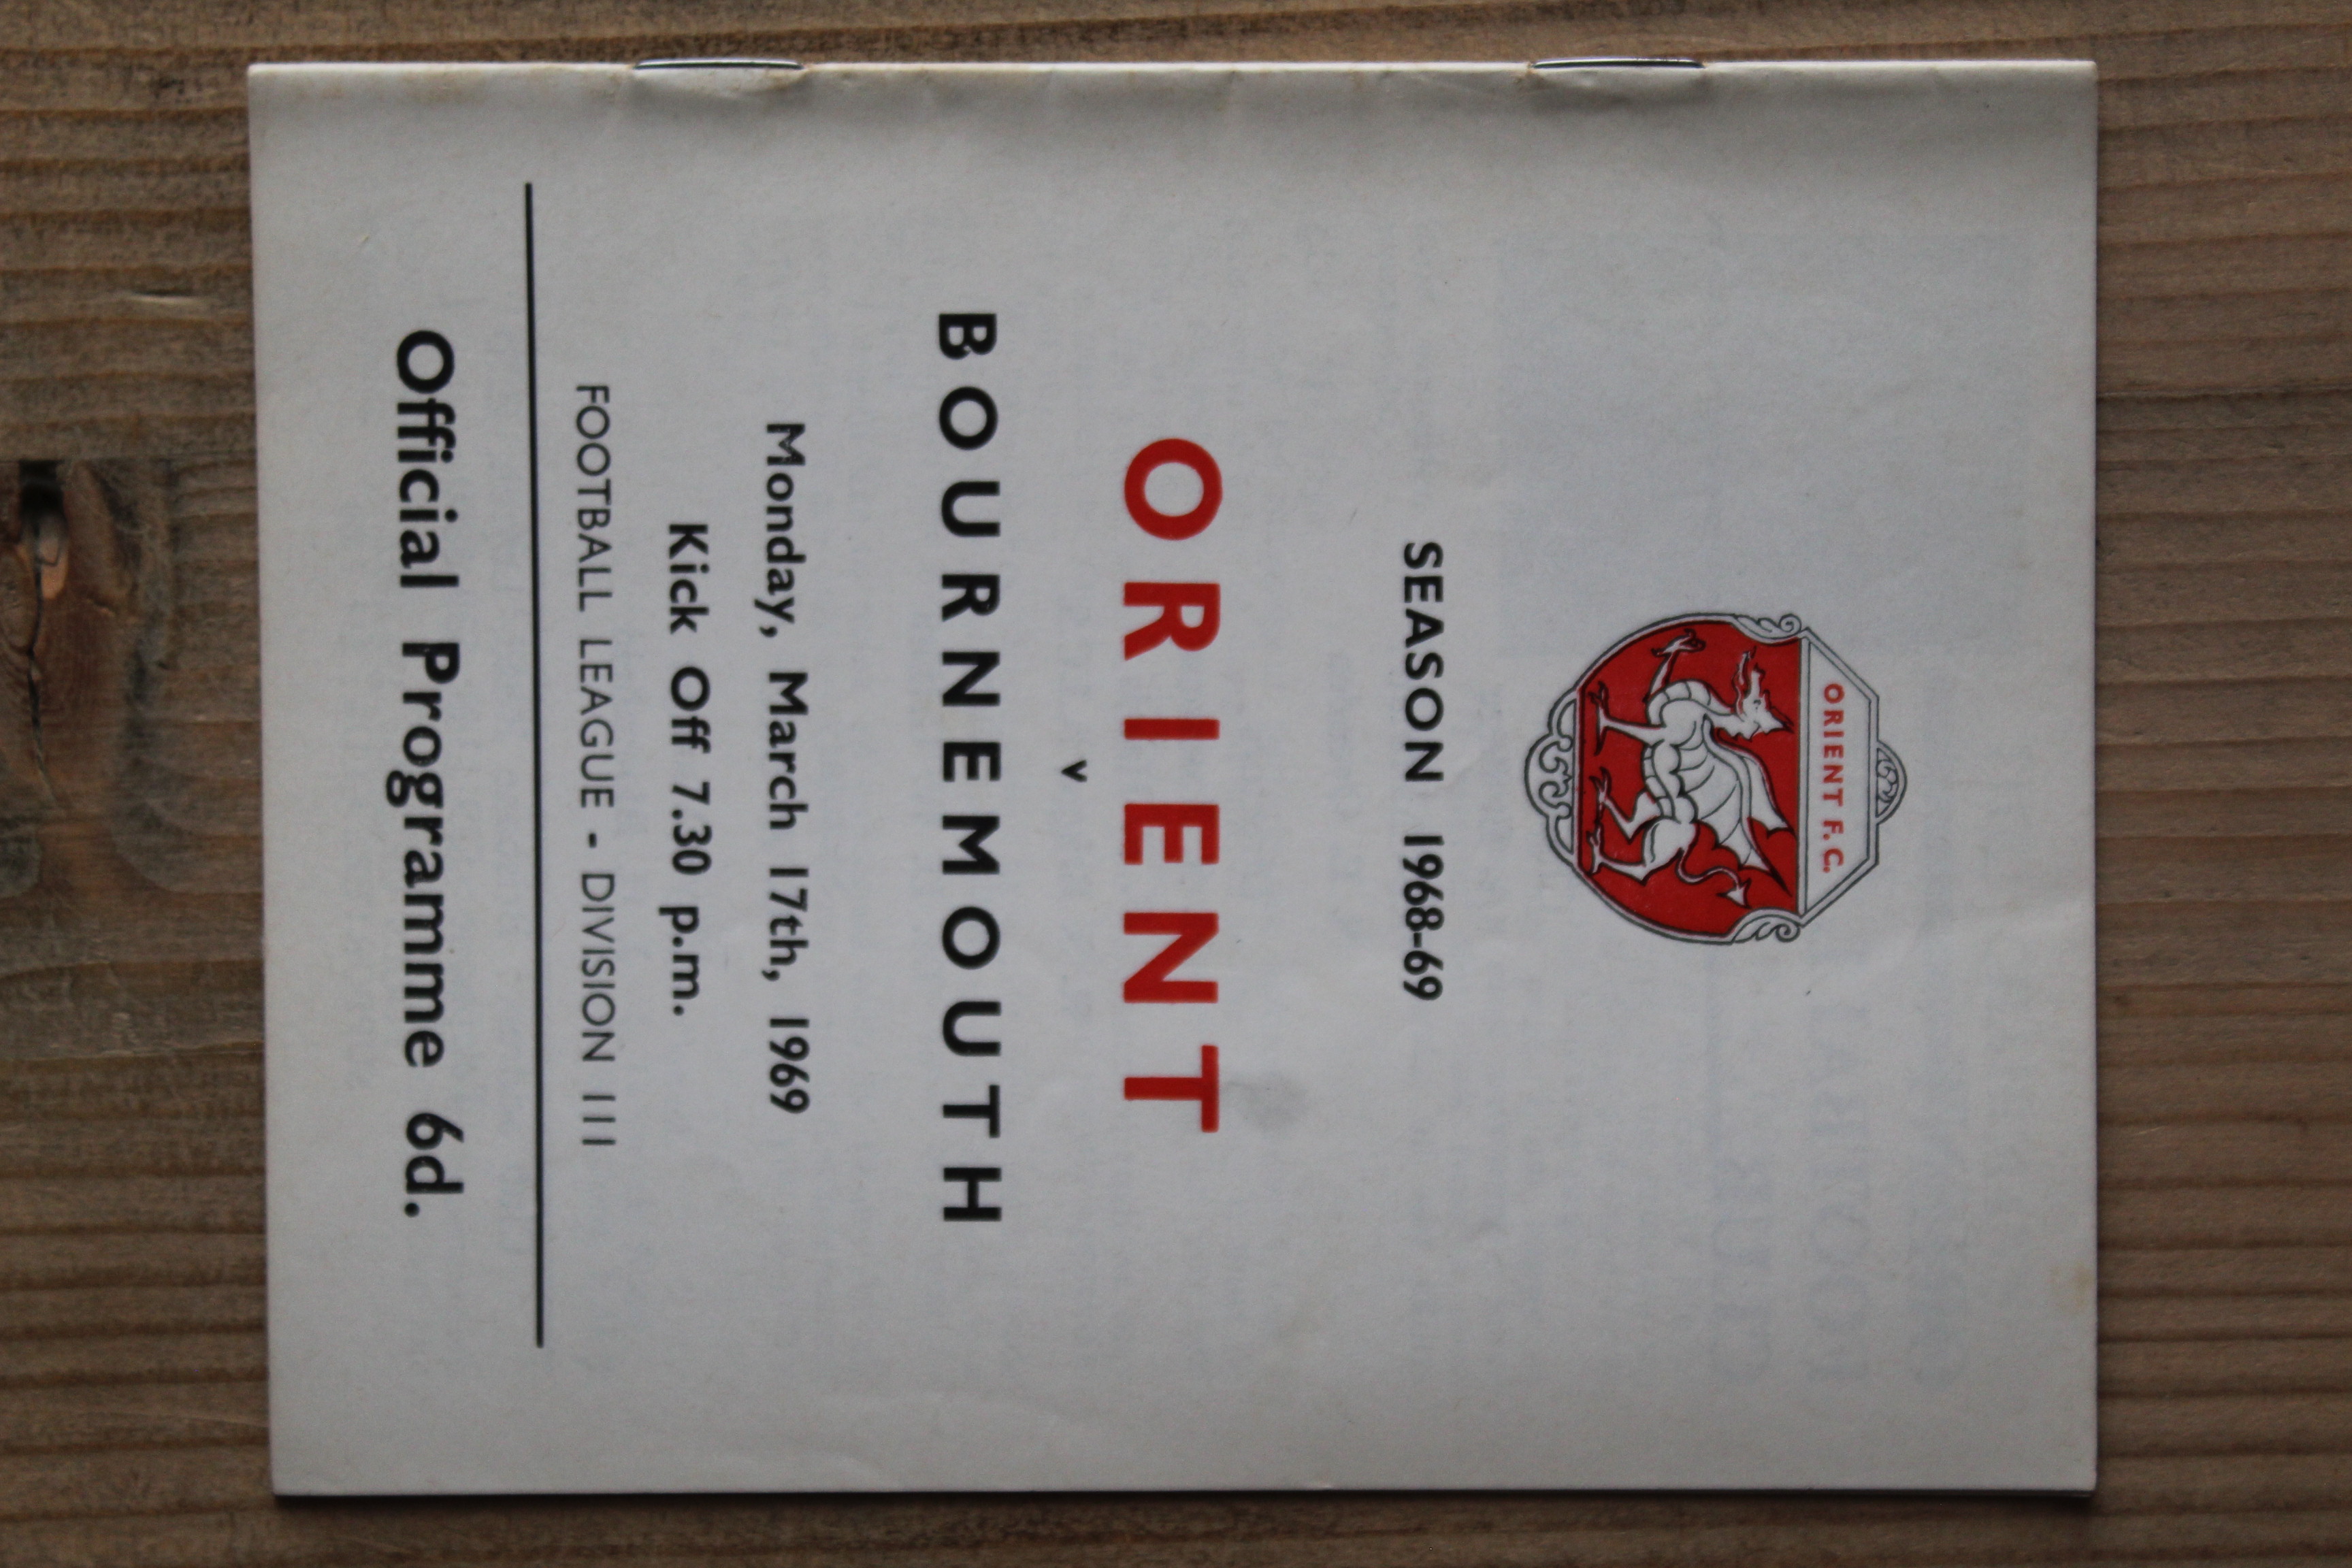 ORIENT F.C.
SEASON 1968-69
ORIENT
v
BOURNEMOUTH
Monday, March 17th, 1969
Kick Off 7.30 p.m.
FOOTBALL LEAGUE - DIVISION III
Official Programme 6d.